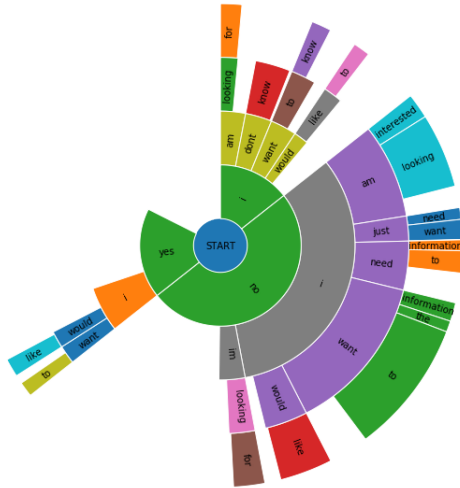 for
looking
am
i
know
dont
know
to
want
to
like
would
START
yes
no
i
am
interested
looking
just
need
want
need
information
to
want
information
the
to
would
like
im
looking
for
i
would
like
want
to